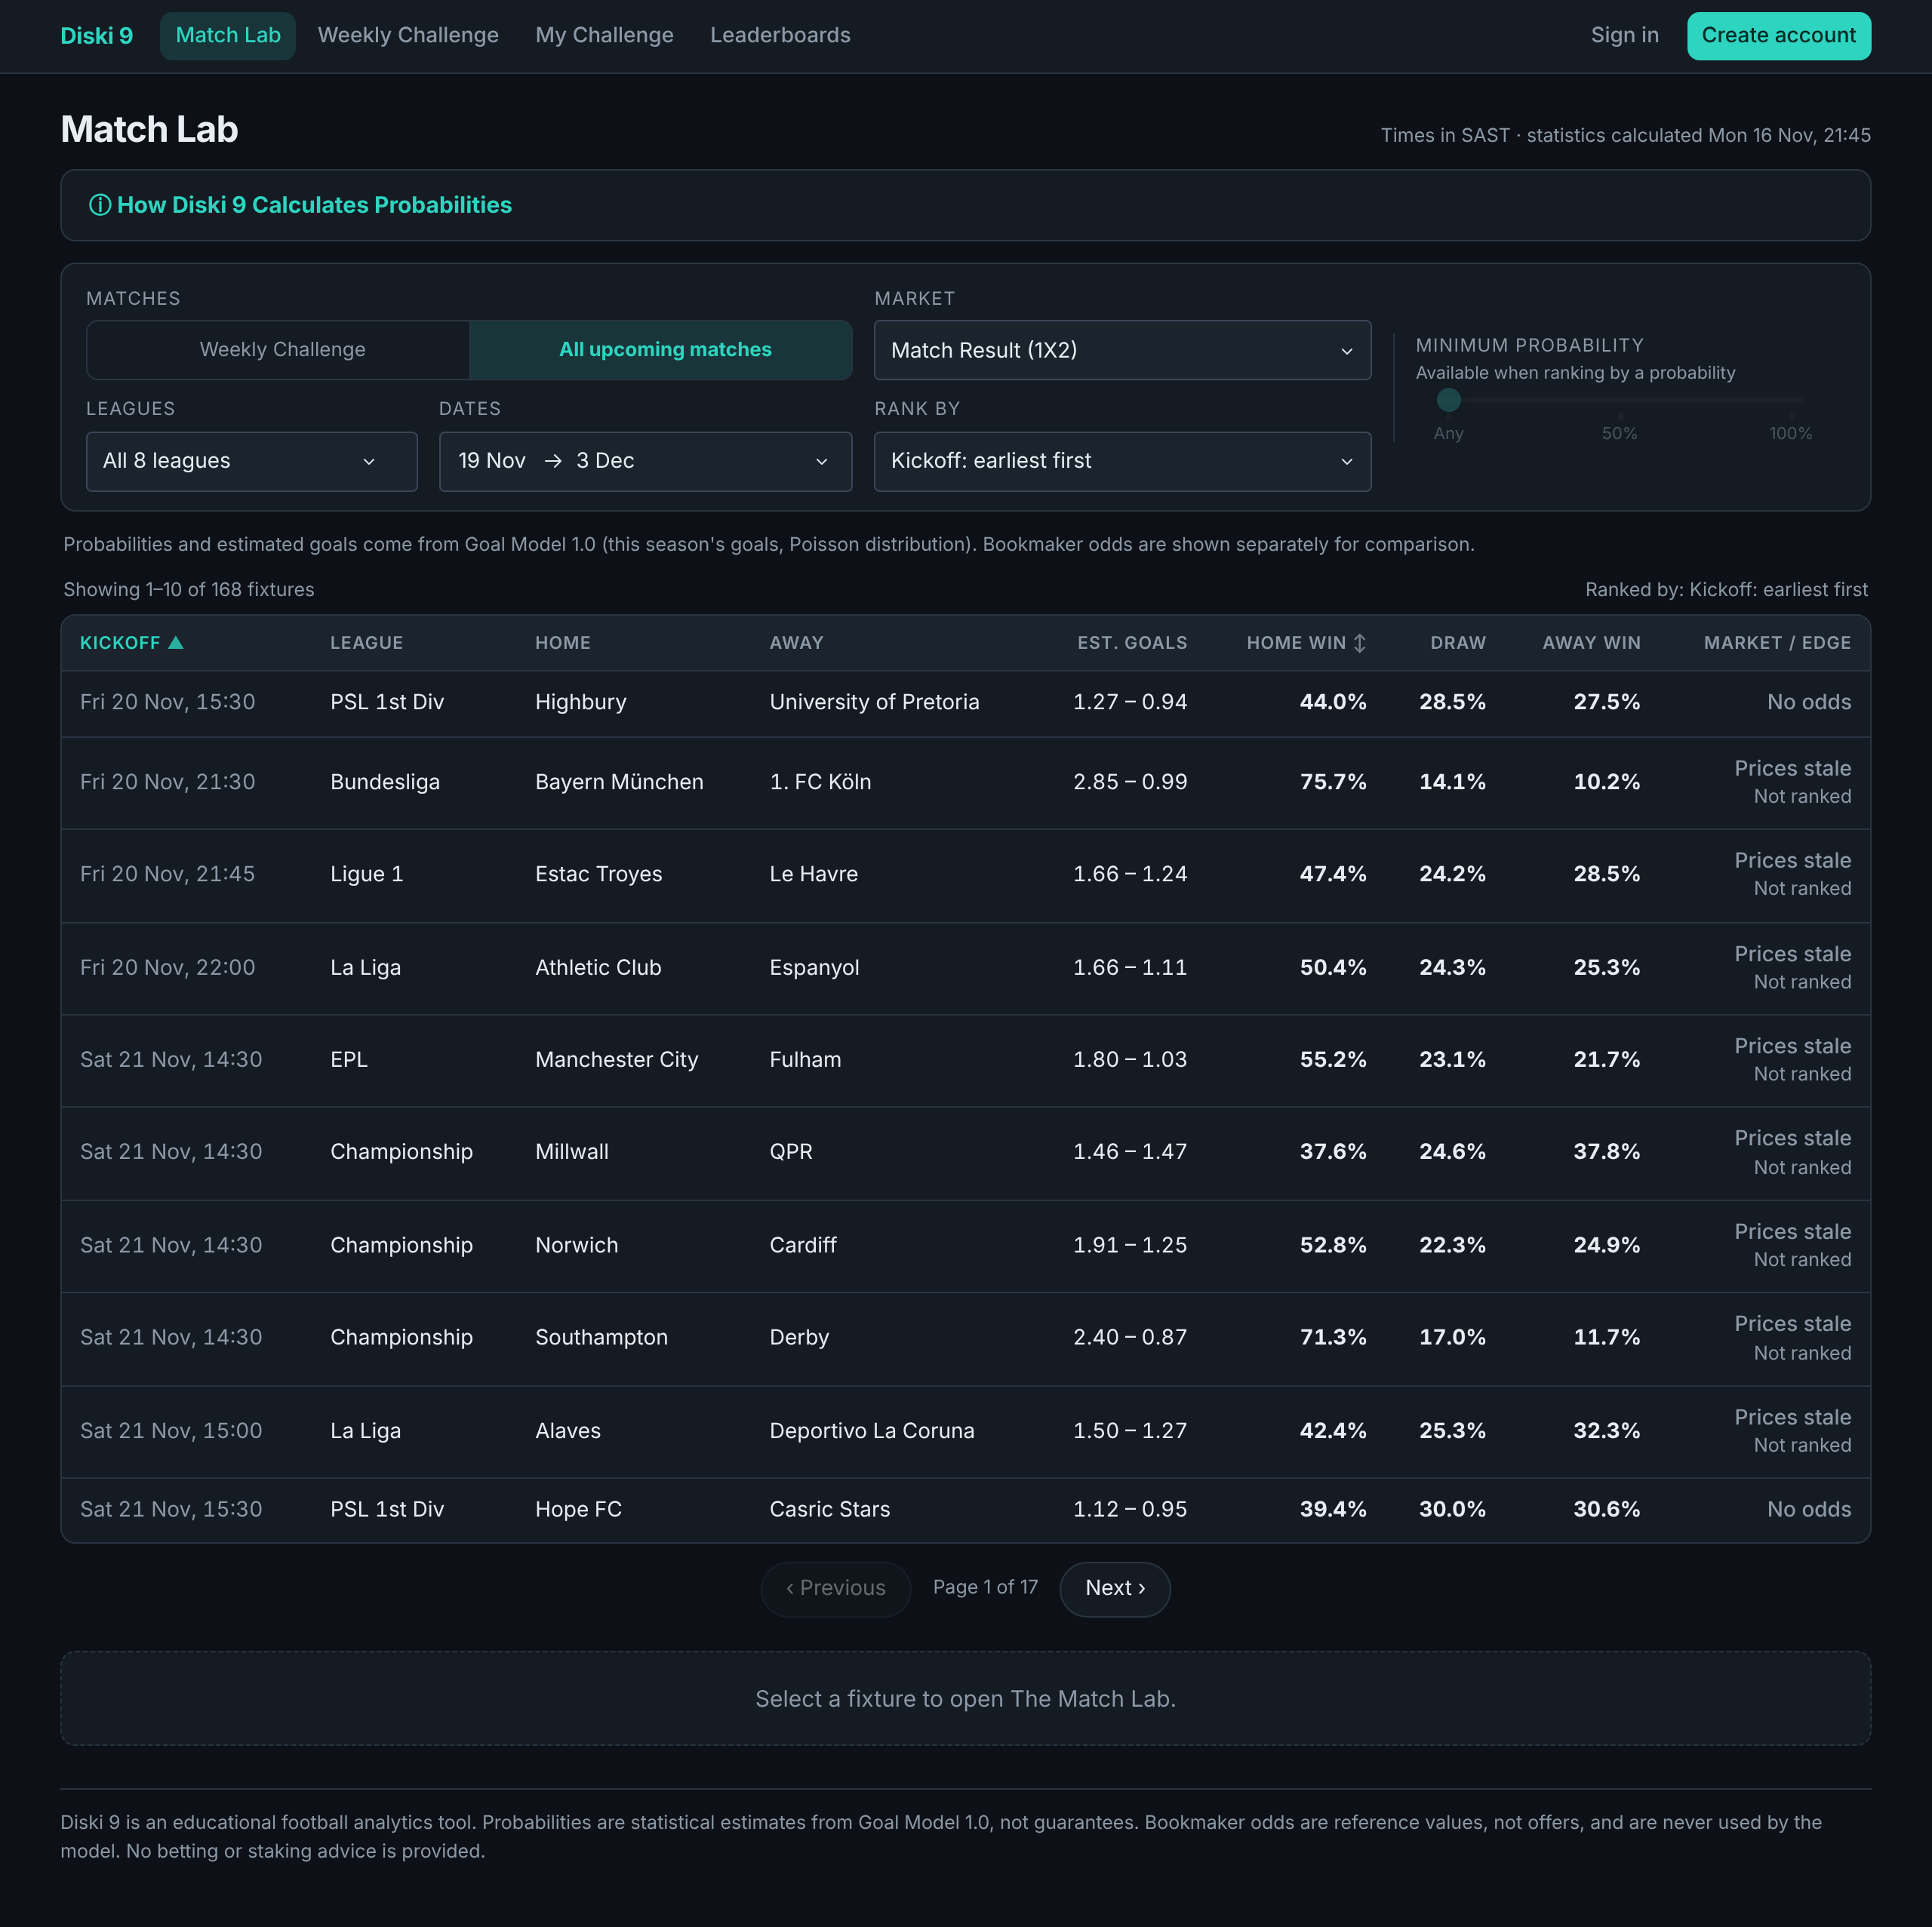 Diski 9 Match Lab Weekly Challenge My Challenge Leaderboards Sign in Create account
Match Lab
Times in SAST · statistics calculated Mon 16 Nov, 21:45
ⓘ How Diski 9 Calculates Probabilities
MATCHES
Weekly Challenge All upcoming matches
MARKET
Match Result (1X2)
LEAGUES
All 8 leagues
DATES
19 Nov → 3 Dec
RANK BY
Kickoff: earliest first
MINIMUM PROBABILITY
Available when ranking by a probability
Any 50% 100%
Probabilities and estimated goals come from Goal Model 1.0 (this season's goals, Poisson distribution). Bookmaker odds are shown separately for comparison.
Showing 1–10 of 168 fixtures Ranked by: Kickoff: earliest first
KICKOFF ▲ LEAGUE HOME AWAY EST. GOALS HOME WIN ↕ DRAW AWAY WIN MARKET / EDGE
Fri 20 Nov, 15:30 PSL 1st Div Highbury University of Pretoria 1.27 – 0.94 44.0% 28.5% 27.5% No odds
Fri 20 Nov, 21:30 Bundesliga Bayern München 1. FC Köln 2.85 – 0.99 75.7% 14.1% 10.2% Prices stale
Not ranked
Fri 20 Nov, 21:45 Ligue 1 Estac Troyes Le Havre 1.66 – 1.24 47.4% 24.2% 28.5% Prices stale
Not ranked
Fri 20 Nov, 22:00 La Liga Athletic Club Espanyol 1.66 – 1.11 50.4% 24.3% 25.3% Prices stale
Not ranked
Sat 21 Nov, 14:30 EPL Manchester City Fulham 1.80 – 1.03 55.2% 23.1% 21.7% Prices stale
Not ranked
Sat 21 Nov, 14:30 Championship Millwall QPR 1.46 – 1.47 37.6% 24.6% 37.8% Prices stale
Not ranked
Sat 21 Nov, 14:30 Championship Norwich Cardiff 1.91 – 1.25 52.8% 22.3% 24.9% Prices stale
Not ranked
Sat 21 Nov, 14:30 Championship Southampton Derby 2.40 – 0.87 71.3% 17.0% 11.7% Prices stale
Not ranked
Sat 21 Nov, 15:00 La Liga Alaves Deportivo La Coruna 1.50 – 1.27 42.4% 25.3% 32.3% Prices stale
Not ranked
Sat 21 Nov, 15:30 PSL 1st Div Hope FC Casric Stars 1.12 – 0.95 39.4% 30.0% 30.6% No odds
‹ Previous Page 1 of 17 Next ›
Select a fixture to open The Match Lab.
Diski 9 is an educational football analytics tool. Probabilities are statistical estimates from Goal Model 1.0, not guarantees. Bookmaker odds are reference values, not offers, and are never used by the
model. No betting or staking advice is provided.